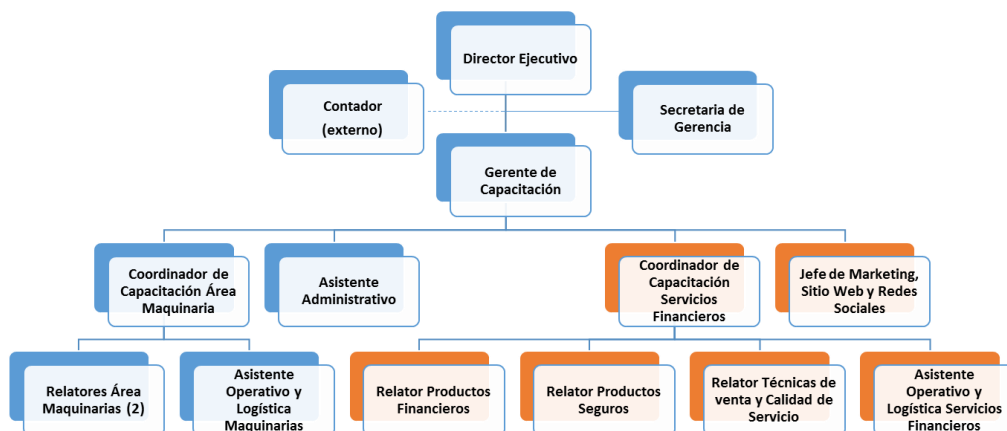 Director Ejecutivo
Contador
(externo)
Secretaria de
Gerencia
Gerente de
Capacitación
Coordinador de
Capacitación Área
Maquinaria
Asistente
Administrativo
Coordinador de
Capacitación
Servicios
Financieros
Jefe de Marketing,
Sitio Web y Redes
Sociales
Relatores Área
Maquinarias (2)
Asistente
Operativo y
Logística
Maquinarias
Relator Productos
Financieros
Relator Productos
Seguros
Relator Técnicas de
venta y Calidad de
Servicio
Asistente
Operativo y
Logística Servicios
Financieros